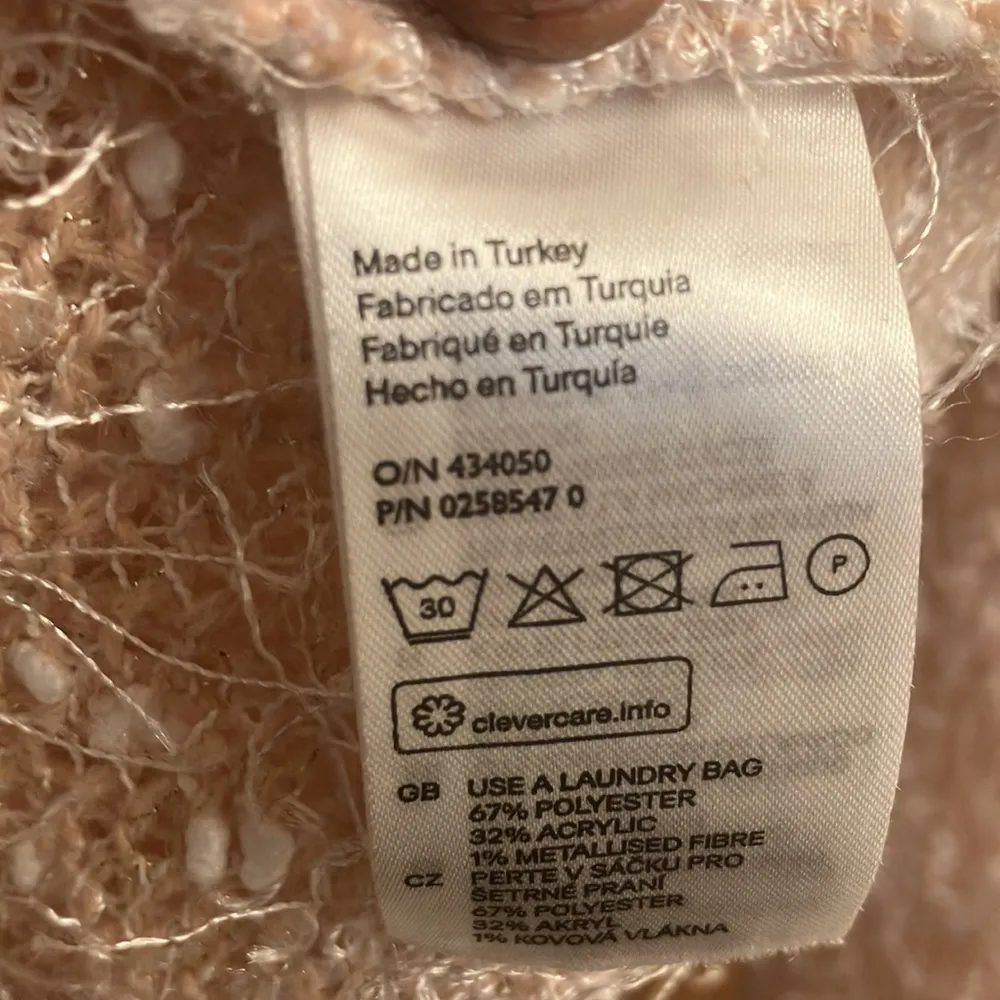 Made in Turkey
Fabricado em Turquia
Fabriqué en Turquie
Hecho en Turquía
O/N 434050
P/N 0258547 0
30
P
clevercare.info
GB USE A LAUNDRY BAG
67% POLYESTER
32% ACRYLIC
1% METALLISED FIBRE
CZ PERTE V SÁČKU PRO
ŠETRNÉ PRANÍ
67% POLYESTER
32% AKRYL
1% KOVOVÁ VLÁKNA